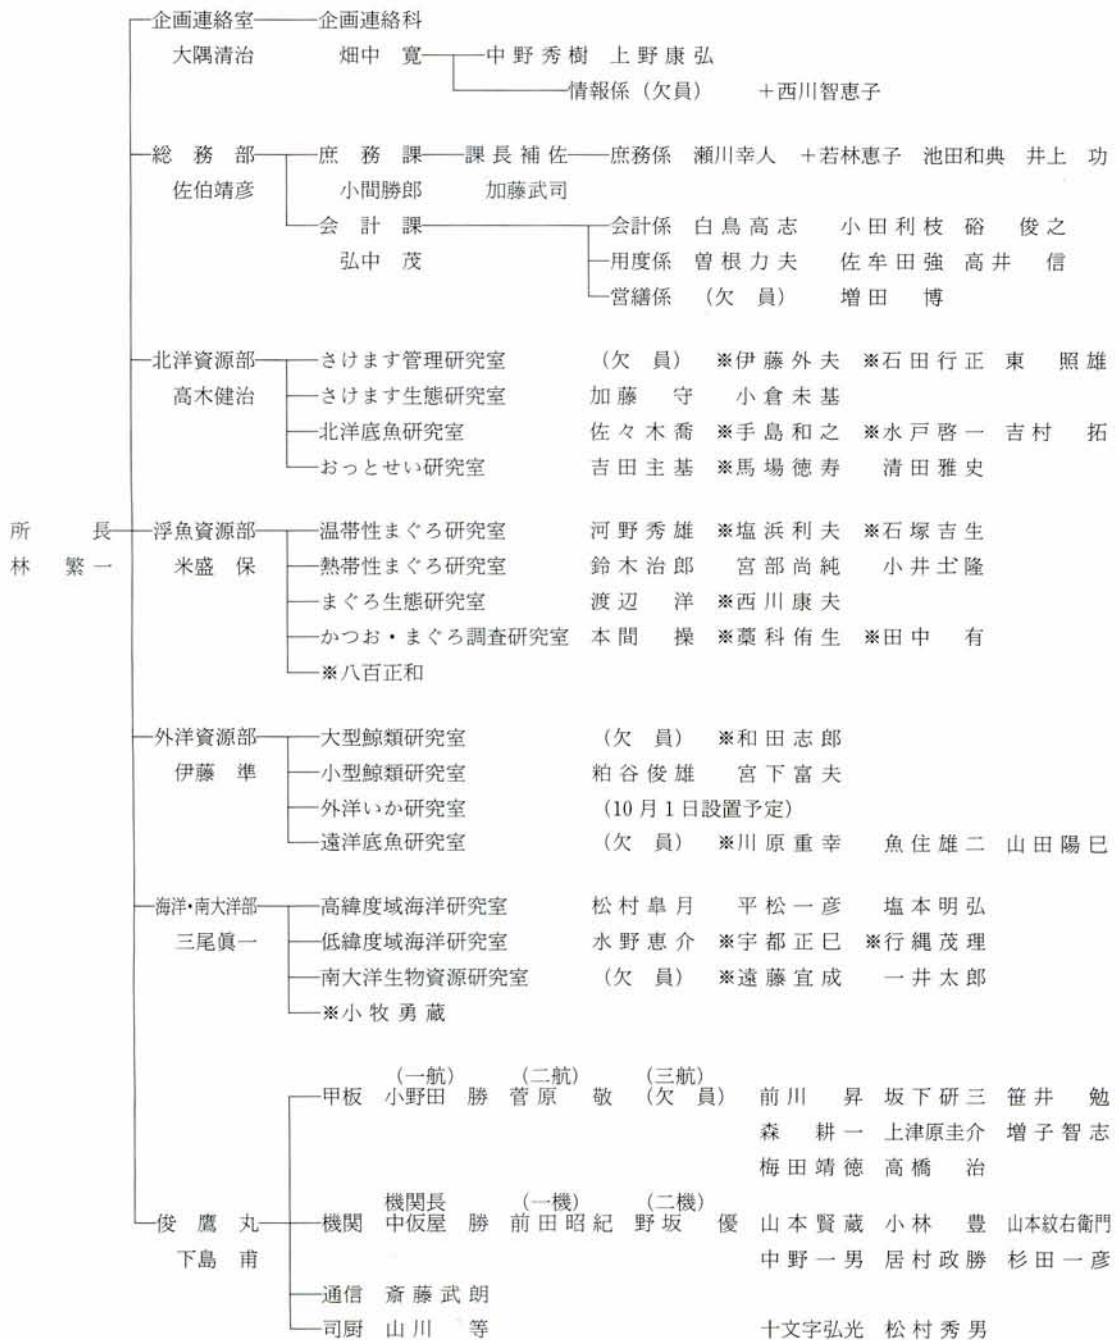 企画連絡室 企画連絡科
大隅清治 畑中 寛 中野秀樹 上野康弘
情報係(欠員) +西川智恵子
総務部 庶務課 課長補佐 庶務係 瀬川幸人 +若林恵子 池田和典 井上 功
佐伯靖彦 小間勝郎 加藤武司
会計課 会計係 白鳥高志 小田利枝 硲 俊之
弘中 茂 用度係 曽根力夫 佐牟田強 高井 信
営繕係 (欠員) 増田 博
北洋資源部 さけます管理研究室 (欠員) ※伊藤外夫 ※石田行正 東 照雄
高木健治 さけます生態研究室 加藤 守 小倉未基
北洋底魚研究室 佐々木喬 ※手島和之 ※水戸啓一 吉村 拓
おっとせい研究室 吉田主基 ※馬場徳寿 清田雅史
所長 浮魚資源部 温帯性まぐろ研究室 河野秀雄 ※塩浜利夫 ※石塚吉生
林 繁一 米盛 保 熱帯性まぐろ研究室 鈴木治郎 宮部尚純 小井土隆
まぐろ生態研究室 渡辺 洋 ※西川康夫
かつお・まぐろ調査研究室 本間 操 ※藁科侑生 ※田中 有
※八百正和
外洋資源部 大型鯨類研究室 (欠員) ※和田志郎
伊藤 準 小型鯨類研究室 粕谷俊雄 宮下富夫
外洋いか研究室 (10月1日設置予定)
遠洋底魚研究室 (欠員) ※川原重幸 魚住雄二 山田陽巳
海洋・南大洋部 高緯度域海洋研究室 松村皐月 平松一彦 塩本明弘
三尾眞一 低緯度域海洋研究室 水野恵介 ※宇都正巳 ※行縄茂理
南大洋生物資源研究室 (欠員) ※遠藤宜成 一井太郎
※小牧勇蔵
(一航) (二航) (三航)
甲板 小野田 勝 菅原 敬 (欠員) 前川 昇 坂下研三 笹井 勉
森 耕一 上津原圭介 増子智志
梅田靖徳 高橋 治
機関長 (一機) (二機)
俊鷹丸 機関 中仮屋 勝 前田昭紀 野坂 優 山本賢蔵 小林 豊 山本紋右衛門
下島 甫 中野一男 居村政勝 杉田一彦
通信 斎藤武朗
司厨 山川 等 十文字弘光 松村秀男